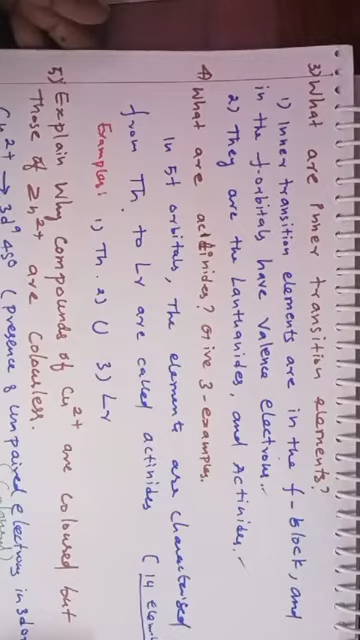 3) What are inner transition elements?
1) Inner transition elements are in the f-block, and
in the f-orbitals have valence electrons.
2) They are the Lanthanides, and Actinides.
4) What are actinides? Give 3-examples.
In 5f orbitals, The elements are characterised
from Th to Lr are called actinides (14 elem
Examples: 1) Th 2) U 3) Lr
5) Explain Why Compounds of Cu2+ are coloured but
Those of Zn2+ are colourless.
Cu2+ → 3d9 4s0 (presence of unpaired electrons in 3d or